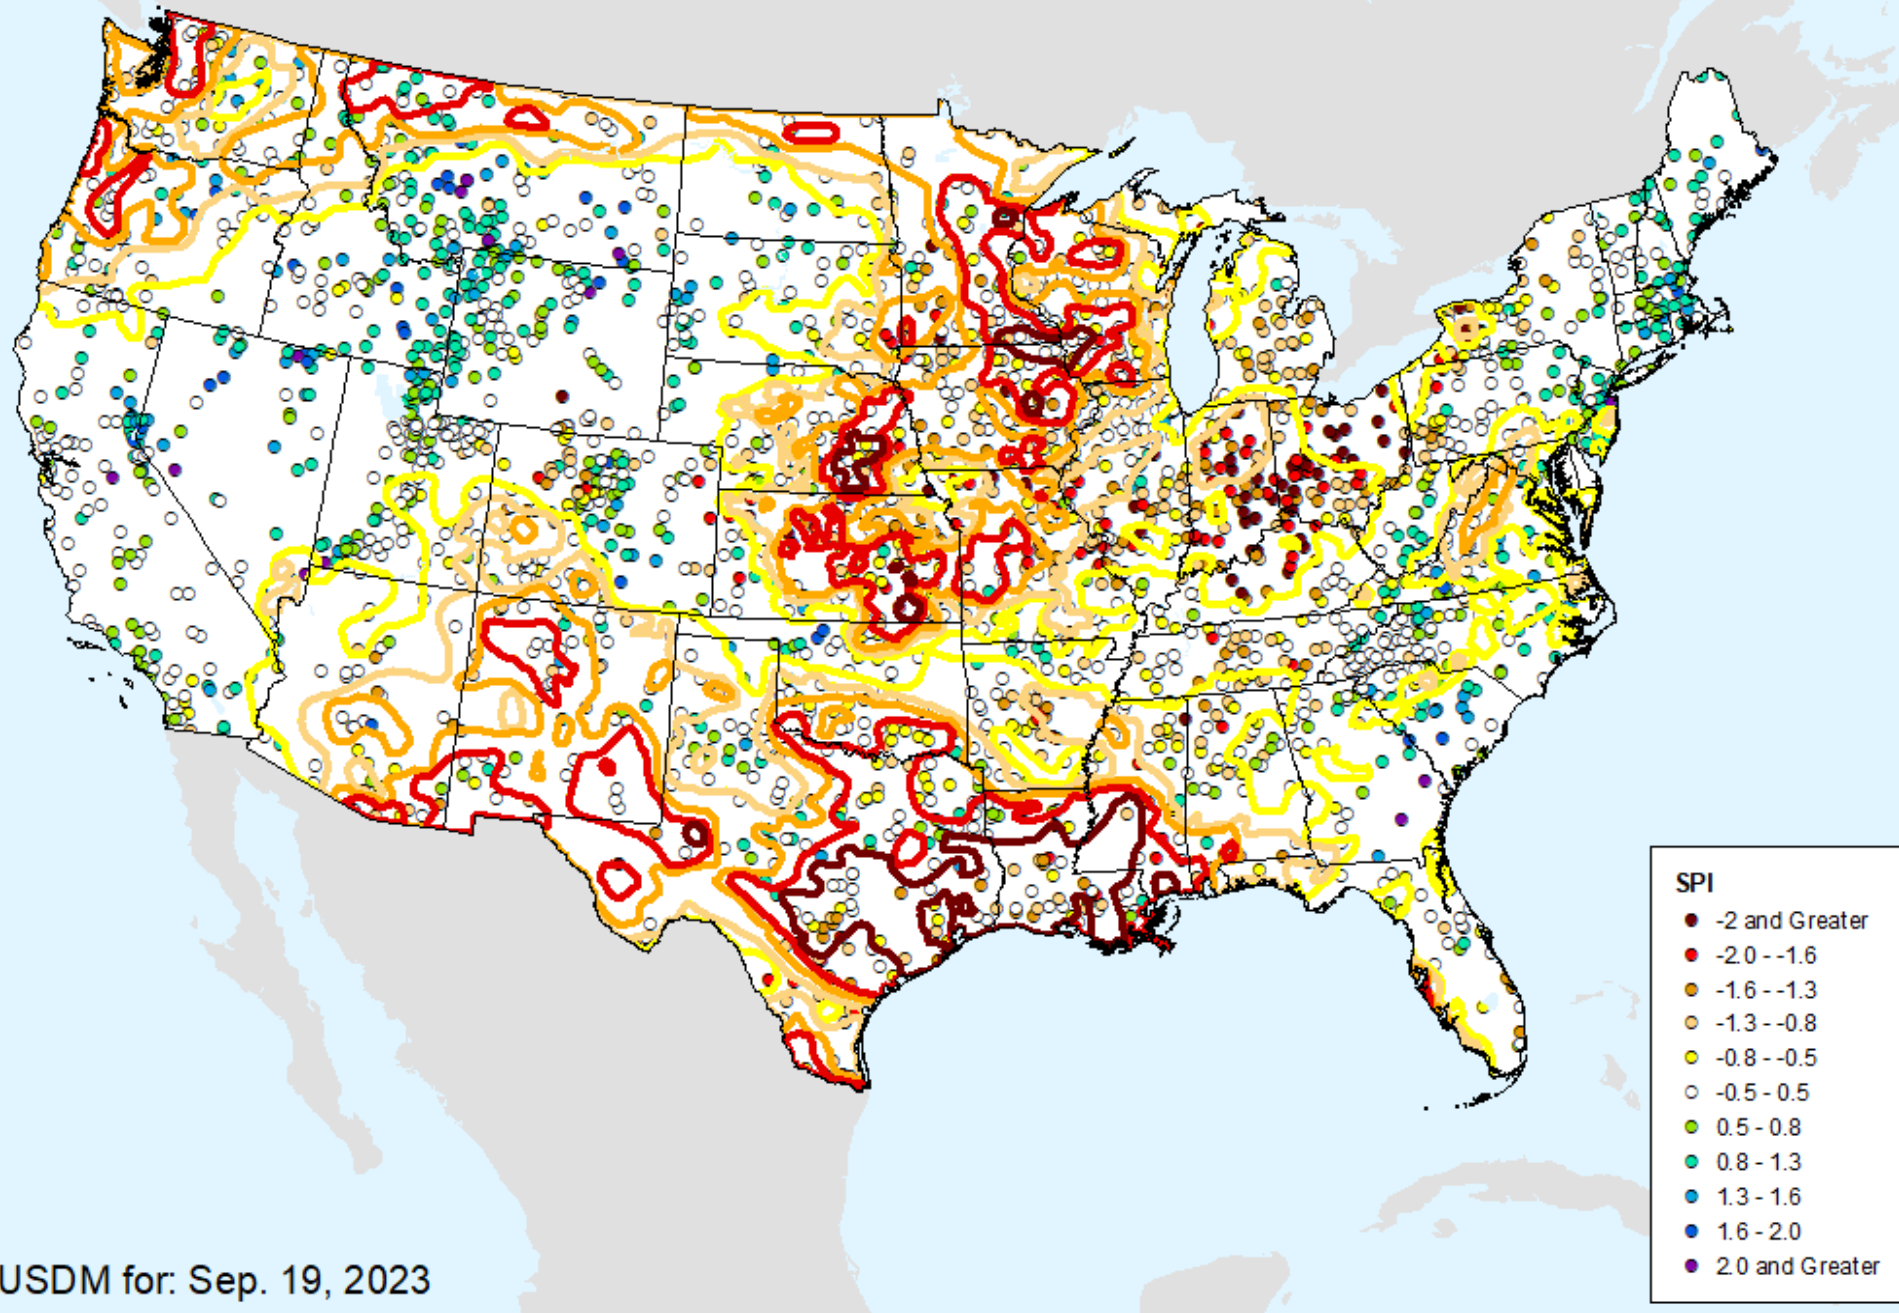 SPI
-2 and Greater
-2.0 - -1.6
-1.6 - -1.3
-1.3 - -0.8
-0.8 - -0.5
-0.5 - 0.5
0.5 - 0.8
0.8 - 1.3
1.3 - 1.6
1.6 - 2.0
2.0 and Greater
USDM for: Sep. 19, 2023